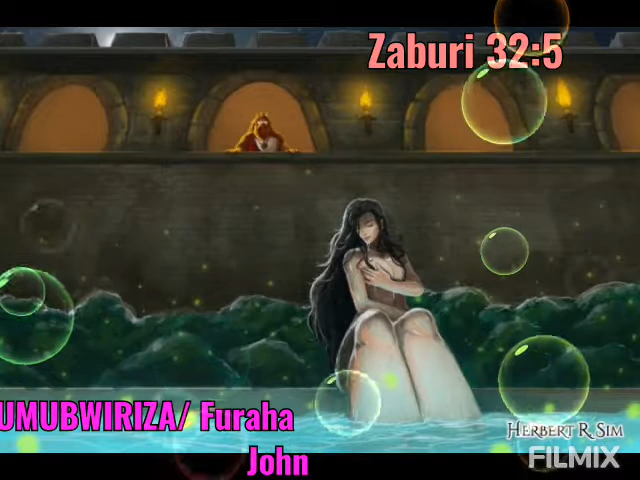 Zaburi 32:5
UMUBWIRIZA/ Furaha
John
HERBERT R. SIM
FILMIX